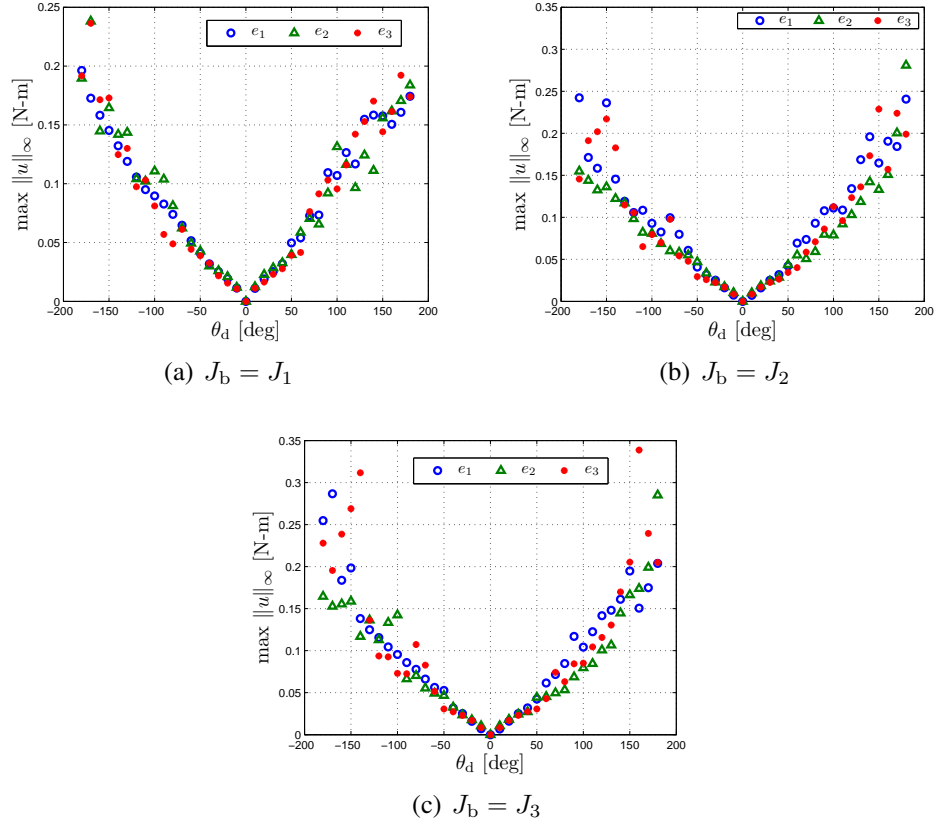 0.25
0.2
0.15
0.1
0.05
0
e₁ e₂ e₃
max ‖u‖∞ [N-m]
−200 −150 −100 −50 0 50 100 150 200
θd [deg]
(a) Jb = J1
0.35
0.3
0.25
0.2
0.15
0.1
0.05
0
e₁ e₂ e₃
max ‖u‖∞ [N-m]
−200 −150 −100 −50 0 50 100 150 200
θd [deg]
(b) Jb = J2
0.35
0.3
0.25
0.2
0.15
0.1
0.05
0
e₁ e₂ e₃
max ‖u‖∞ [N-m]
−200 −150 −100 −50 0 50 100 150 200
θd [deg]
(c) Jb = J3